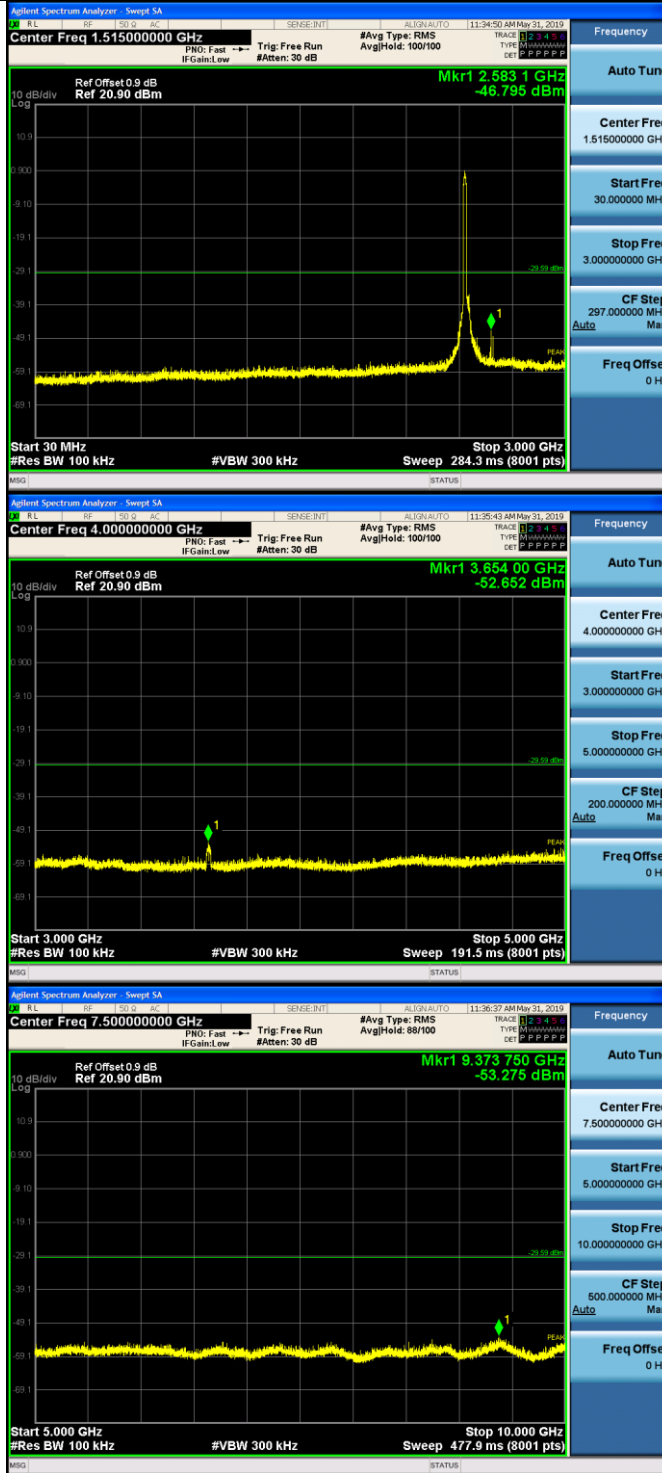 Agilent Spectrum Analyzer - Swept SA
RL RF 50 Ω AC SENSE:INT ALIGNAUTO 11:34:50 AM May 31, 2019
Center Freq 1.515000000 GHz
PNO: Fast
IFGain:Low
Trig: Free Run
#Atten: 30 dB
#Avg Type: RMS
Avg|Hold: 100/100
TRACE 1 2 3 4 5 6
TYPE MWWWWW
DET P P P P P P
Frequency
Ref Offset 0.9 dB
10 dB/div Ref 20.90 dBm
Log
Mkr1 2.583 1 GHz
-46.795 dBm
10.9
0.900
-9.10
-19.1
-29.1
-39.1
-49.1
-59.1
-69.1
-29.59 dBm
1
PEAK
Start 30 MHz
Stop 3.000 GHz
#Res BW 100 kHz #VBW 300 kHz Sweep 284.3 ms (8001 pts)
MSG STATUS
Auto Tun
Center Fre
1.515000000 GH
Start Fre
30.000000 MH
Stop Fre
3.000000000 GH
CF Ste
297.000000 MH
Auto Ma
Freq Offse
0 H
Agilent Spectrum Analyzer - Swept SA
RL RF 50 Ω AC SENSE:INT ALIGNAUTO 11:35:43 AM May 31, 2019
Center Freq 4.000000000 GHz
PNO: Fast
IFGain:Low
Trig: Free Run
#Atten: 30 dB
#Avg Type: RMS
Avg|Hold: 100/100
TRACE 1 2 3 4 5 6
TYPE MWWWWW
DET P P P P P P
Frequency
Ref Offset 0.9 dB
10 dB/div Ref 20.90 dBm
Log
Mkr1 3.654 00 GHz
-52.652 dBm
10.9
0.900
-9.10
-19.1
-29.1
-39.1
-49.1
-59.1
-69.1
-29.59 dBm
1
PEAK
Start 3.000 GHz
Stop 5.000 GHz
#Res BW 100 kHz #VBW 300 kHz Sweep 191.5 ms (8001 pts)
MSG STATUS
Auto Tun
Center Fre
4.000000000 GH
Start Fre
3.000000000 GH
Stop Fre
5.000000000 GH
CF Ste
200.000000 MH
Auto Ma
Freq Offse
0 H
Agilent Spectrum Analyzer - Swept SA
RL RF 50 Ω AC SENSE:INT ALIGNAUTO 11:36:37 AM May 31, 2019
Center Freq 7.500000000 GHz
PNO: Fast
IFGain:Low
Trig: Free Run
#Atten: 30 dB
#Avg Type: RMS
Avg|Hold: 88/100
TRACE 1 2 3 4 5 6
TYPE MWWWWW
DET P P P P P P
Frequency
Ref Offset 0.9 dB
10 dB/div Ref 20.90 dBm
Log
Mkr1 9.373 750 GHz
-53.275 dBm
10.9
0.900
-9.10
-19.1
-29.1
-39.1
-49.1
-59.1
-69.1
-29.59 dBm
1
PEAK
Start 5.000 GHz
Stop 10.000 GHz
#Res BW 100 kHz #VBW 300 kHz Sweep 477.9 ms (8001 pts)
MSG STATUS
Auto Tun
Center Fre
7.500000000 GH
Start Fre
5.000000000 GH
Stop Fre
10.000000000 GH
CF Ste
500.000000 MH
Auto Ma
Freq Offse
0 H